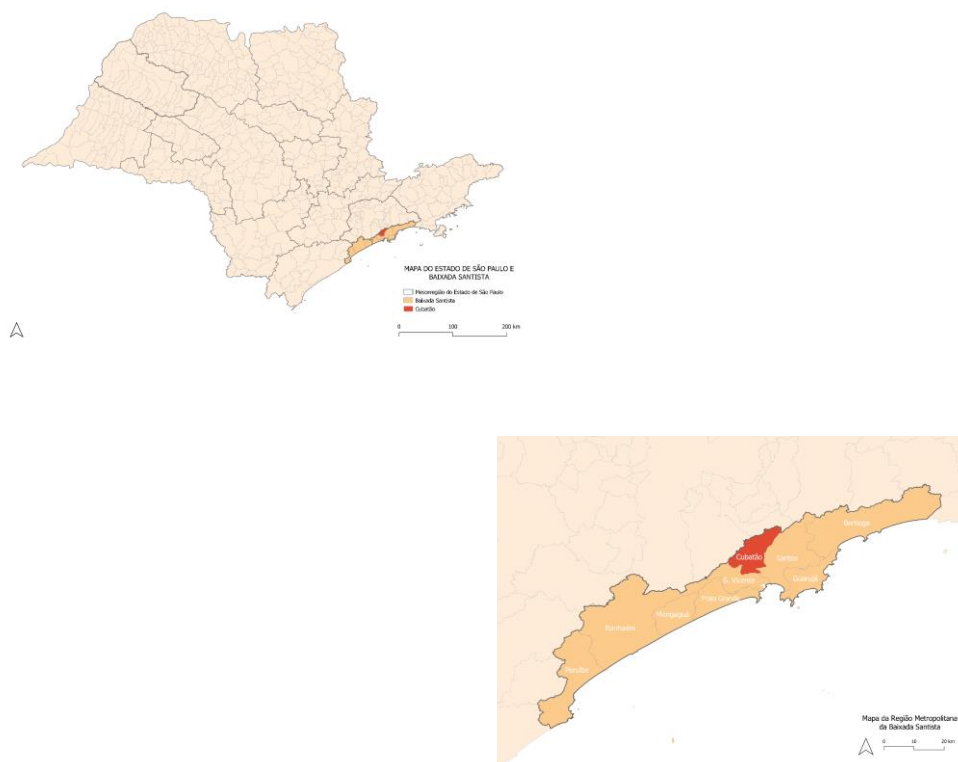 MAPA DO ESTADO DE SÃO PAULO E
BAIXADA SANTISTA
Mesorregião do Estado de São Paulo
Baixada Santista
Cubatão
0 100 200 km
Bertioga
Cubatão
Santos
Guarujá
S. Vicente
Praia Grande
Mongaguá
Itanhaém
Peruíbe
Mapa da Região Metropolitana
da Baixada Santista
0 10 20 km